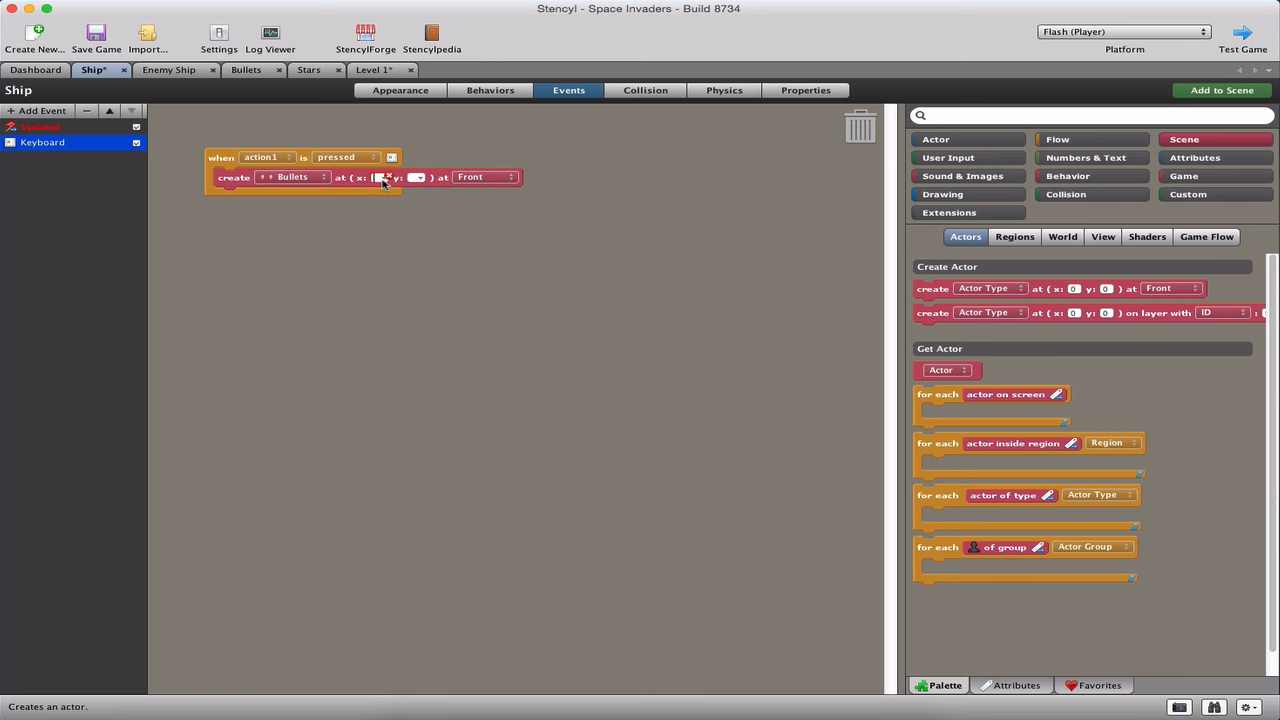 Stencyl - Space Invaders - Build 8734
Create New...
Save Game
Import...
Settings
Log Viewer
StencylForge
Stencylpedia
Flash (Player)
Platform
Test Game
Dashboard
Ship*
Enemy Ship
Bullets
Stars
Level 1*
Ship
Appearance
Behaviors
Events
Collision
Physics
Properties
Add to Scene
Add Event
Updated
Keyboard
when action1 is pressed
create Bullets at ( x: y: ) at Front
Actor
Flow
Scene
User Input
Numbers & Text
Attributes
Sound & Images
Behavior
Game
Drawing
Collision
Custom
Extensions
Actors
Regions
World
View
Shaders
Game Flow
Create Actor
create Actor Type at ( x: 0 y: 0 ) at Front
create Actor Type at ( x: 0 y: 0 ) on layer with ID :
Get Actor
Actor
for each actor on screen
for each actor inside region Region
for each actor of type Actor Type
for each of group Actor Group
Palette
Attributes
Favorites
Creates an actor.